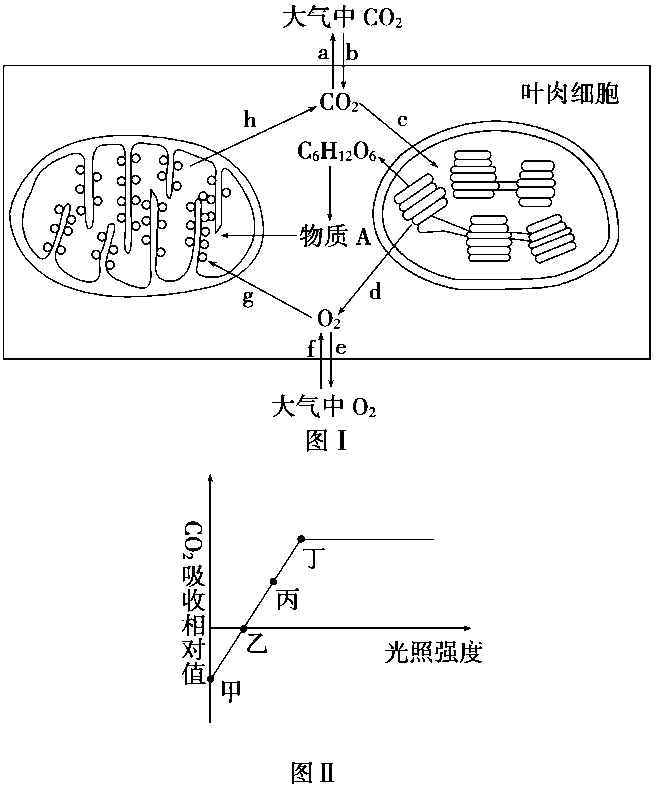 大气中 CO₂
a b
CO₂
叶肉细胞
h
c
C₆H₁₂O₆
物质 A
g
d
O₂
f e
大气中 O₂
图 Ⅰ
CO₂吸收相对值
丁
丙
乙
甲
光照强度
图 Ⅱ